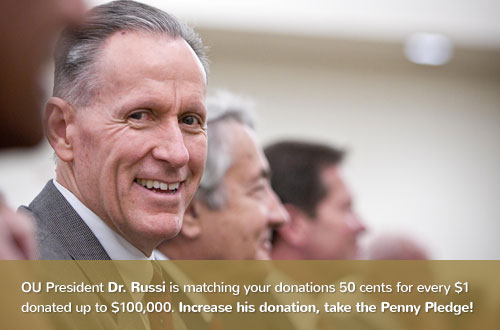 OU President Dr. Russi is matching your donations 50 cents for every $1
donated up to $100,000. Increase his donation, take the Penny Pledge!